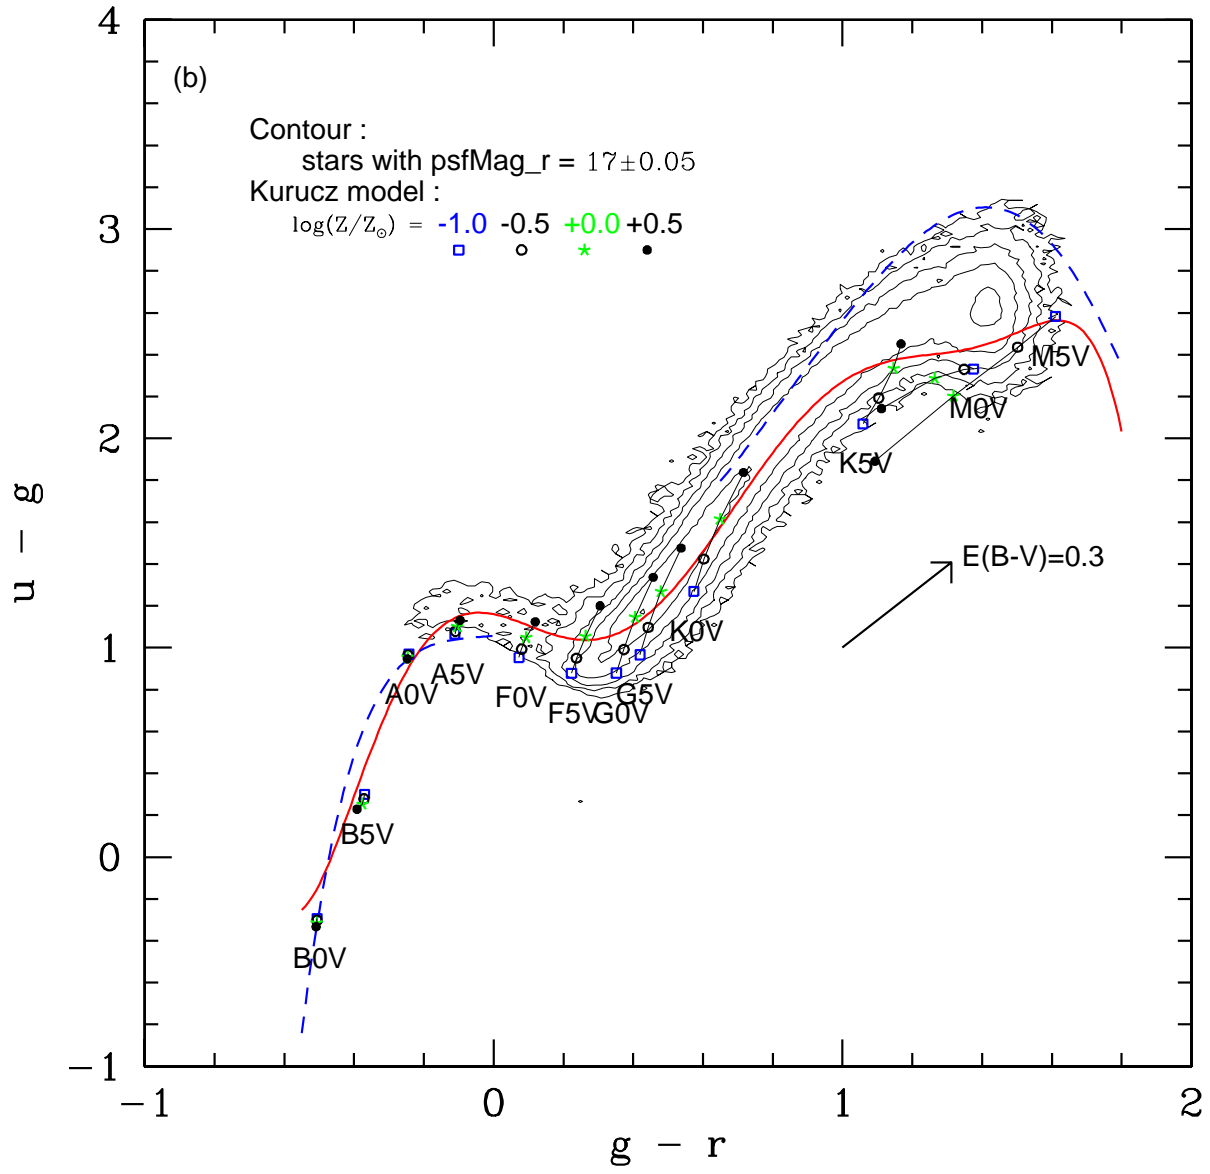 4
(b)
Contour :
stars with psfMag_r = 17±0.05
Kurucz model :
log(Z/Z☉) = -1.0 -0.5 +0.0 +0.5
3
M5V
M0V
2
K5V
u - g
E(B-V)=0.3
1
K0V
A5V
A0V
F0V
G5V
F5V
G0V
B5V
0
B0V
-1
-1 0 1 2
g - r